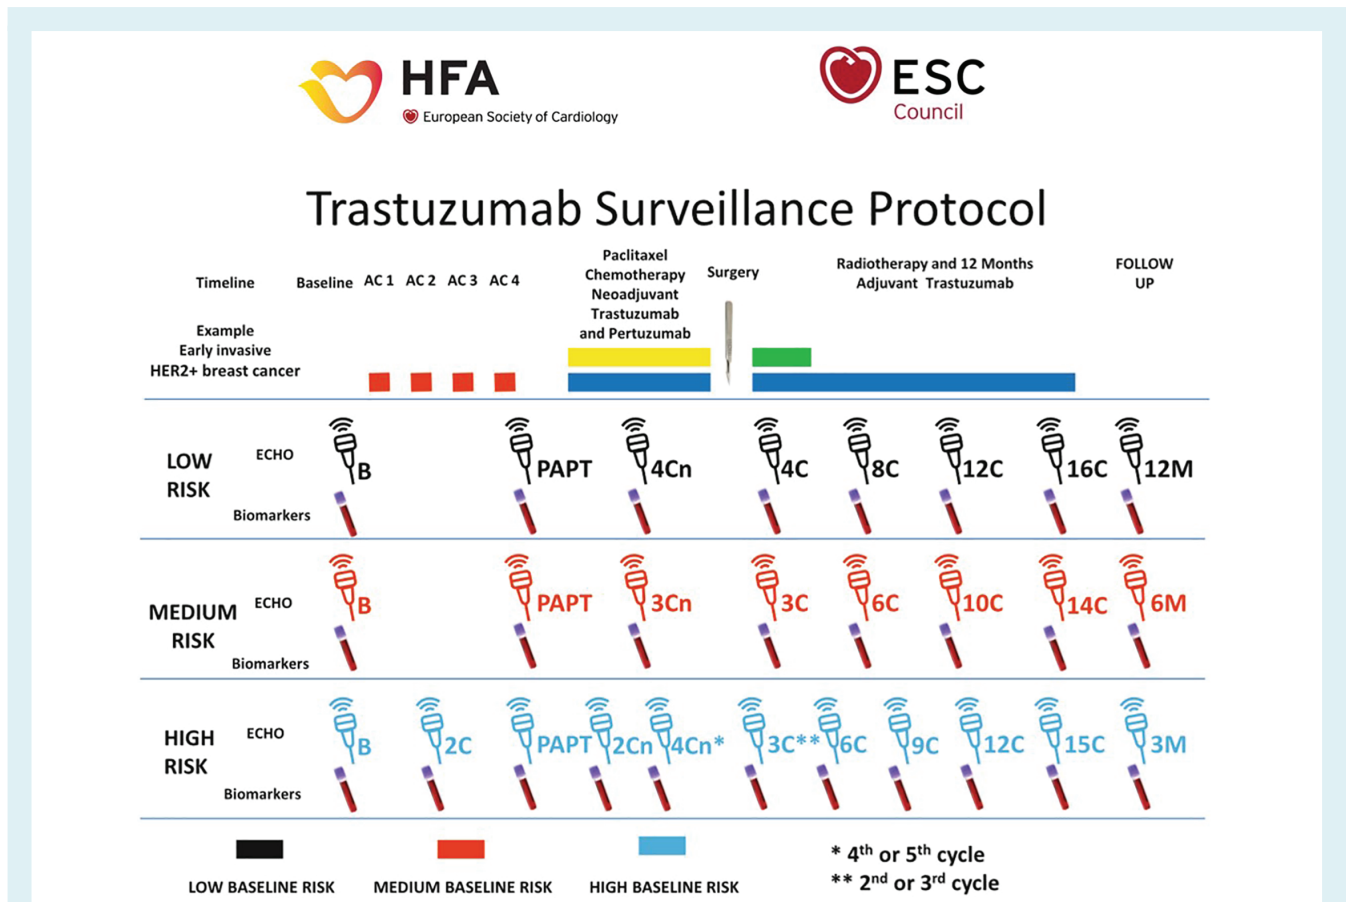 HFA
European Society of Cardiology
ESC
Council
Trastuzumab Surveillance Protocol
Timeline
Baseline
AC 1
AC 2
AC 3
AC 4
Paclitaxel
Chemotherapy
Neoadjuvant
Trastuzumab
and Pertuzumab
Surgery
Radiotherapy and 12 Months
Adjuvant Trastuzumab
FOLLOW
UP
Example
Early invasive
HER2+ breast cancer
LOW
RISK
ECHO
B
PAPT
4Cn
4C
8C
12C
16C
12M
Biomarkers
MEDIUM
RISK
ECHO
B
PAPT
3Cn
3C
6C
10C
14C
6M
Biomarkers
HIGH
RISK
ECHO
B
2C
PAPT
2Cn
4Cn*
3C**
6C
9C
12C
15C
3M
Biomarkers
LOW BASELINE RISK
MEDIUM BASELINE RISK
HIGH BASELINE RISK
* 4th or 5th cycle
** 2nd or 3rd cycle